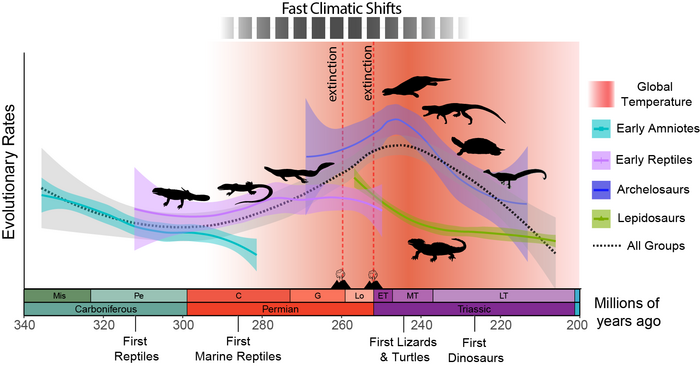 Fast Climatic Shifts
extinction
extinction
Evolutionary Rates
Global
Temperature
Early Amniotes
Early Reptiles
Archelosaurs
Lepidosaurs
All Groups
Mis
Pe
C
G
Lo
ET
MT
LT
Carboniferous
Permian
Triassic
340
320
300
280
260
240
220
200
Millions of
years ago
First
Reptiles
First
Marine Reptiles
First Lizards
& Turtles
First
Dinosaurs